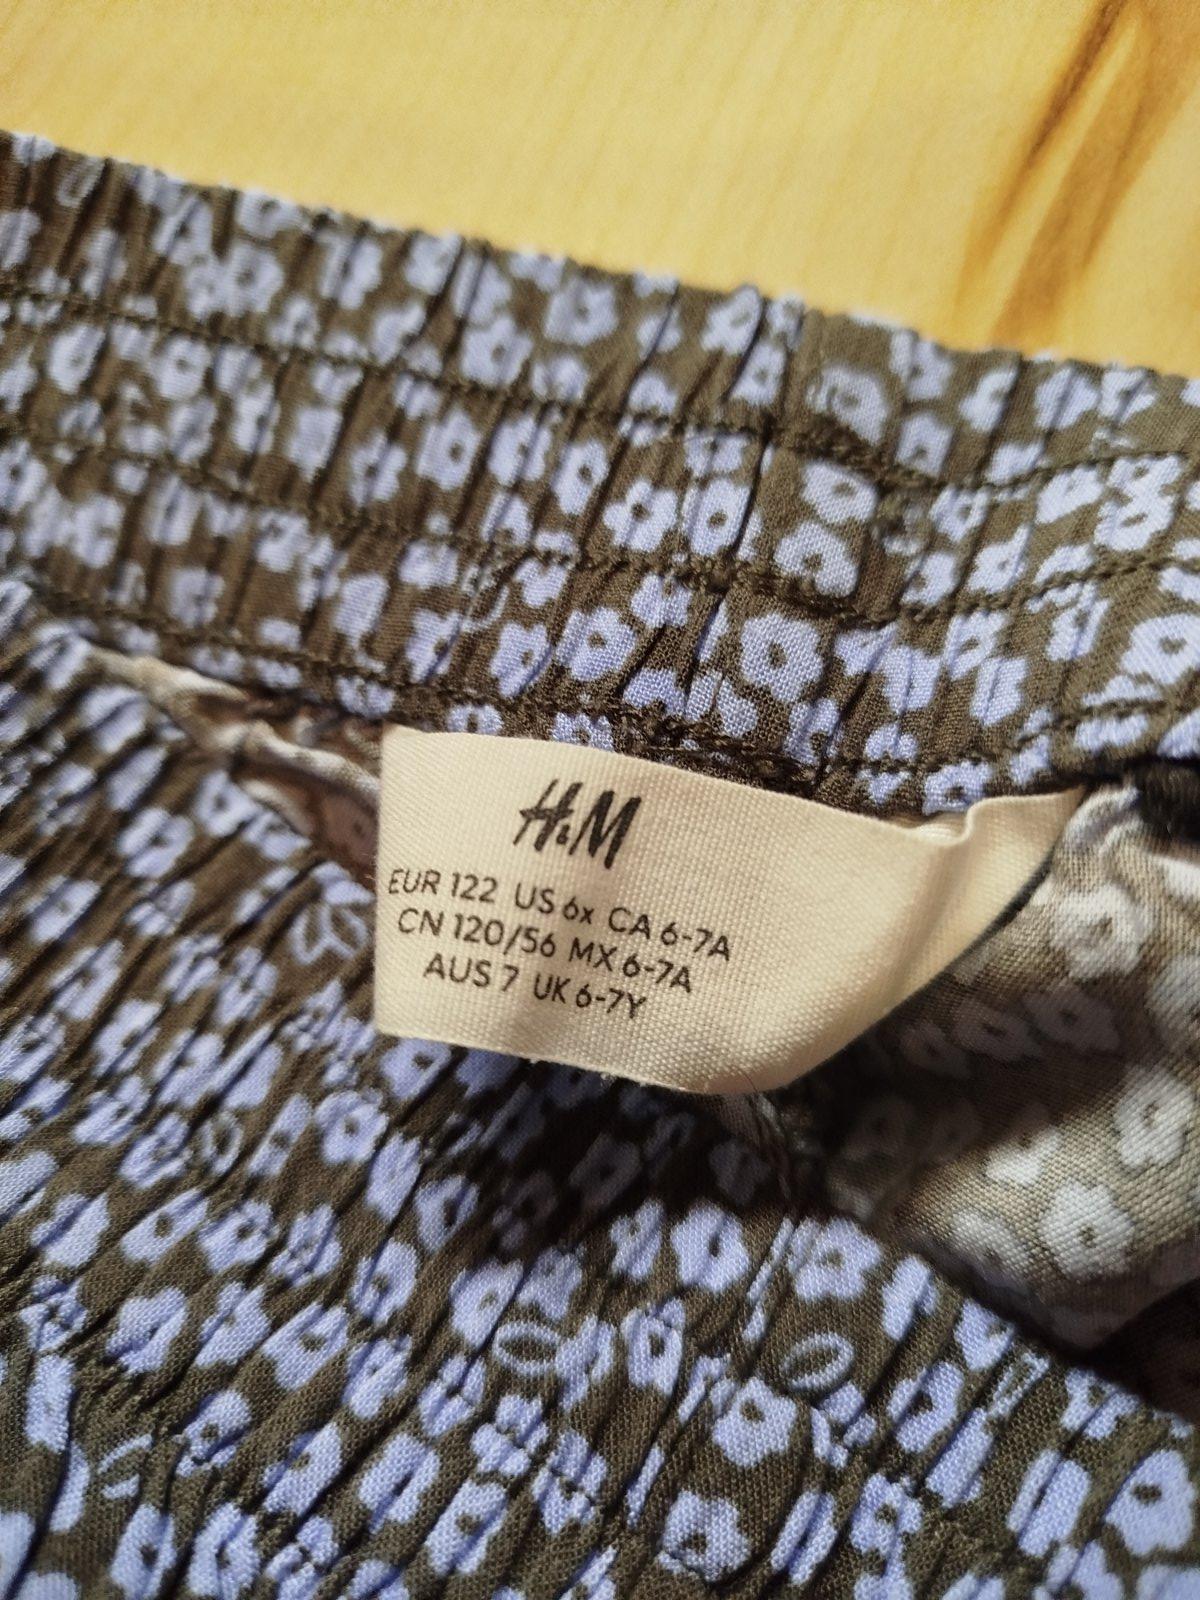 H&M
EUR 122 US 6x CA 6-7A
CN 120/56 MX 6-7A
AUS 7 UK 6-7Y